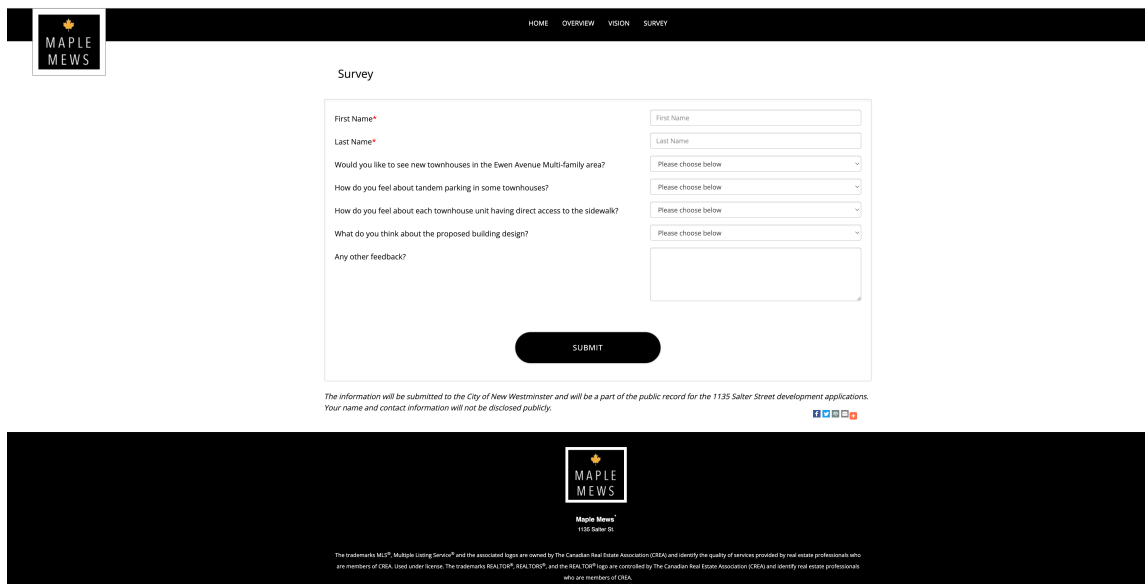 MAPLE
MEWS
HOME OVERVIEW VISION SURVEY
Survey
First Name*
First Name
Last Name*
Last Name
Would you like to see new townhouses in the Ewen Avenue Multi-family area?
Please choose below
How do you feel about tandem parking in some townhouses?
Please choose below
How do you feel about each townhouse unit having direct access to the sidewalk?
Please choose below
What do you think about the proposed building design?
Please choose below
Any other feedback?
SUBMIT
The information will be submitted to the City of New Westminster and will be a part of the public record for the 1135 Salter Street development applications.
Your name and contact information will not be disclosed publicly.
MAPLE
MEWS
Maple Mews*
1135 Salter St.
The trademarks MLS®, Multiple Listing Service® and the associated logos are owned by The Canadian Real Estate Association (CREA) and identify the quality of services provided by real estate professionals who
are members of CREA. Used under license. The trademarks REALTOR®, REALTORS®, and the REALTOR® logo are controlled by The Canadian Real Estate Association (CREA) and identify real estate professionals
who are members of CREA.